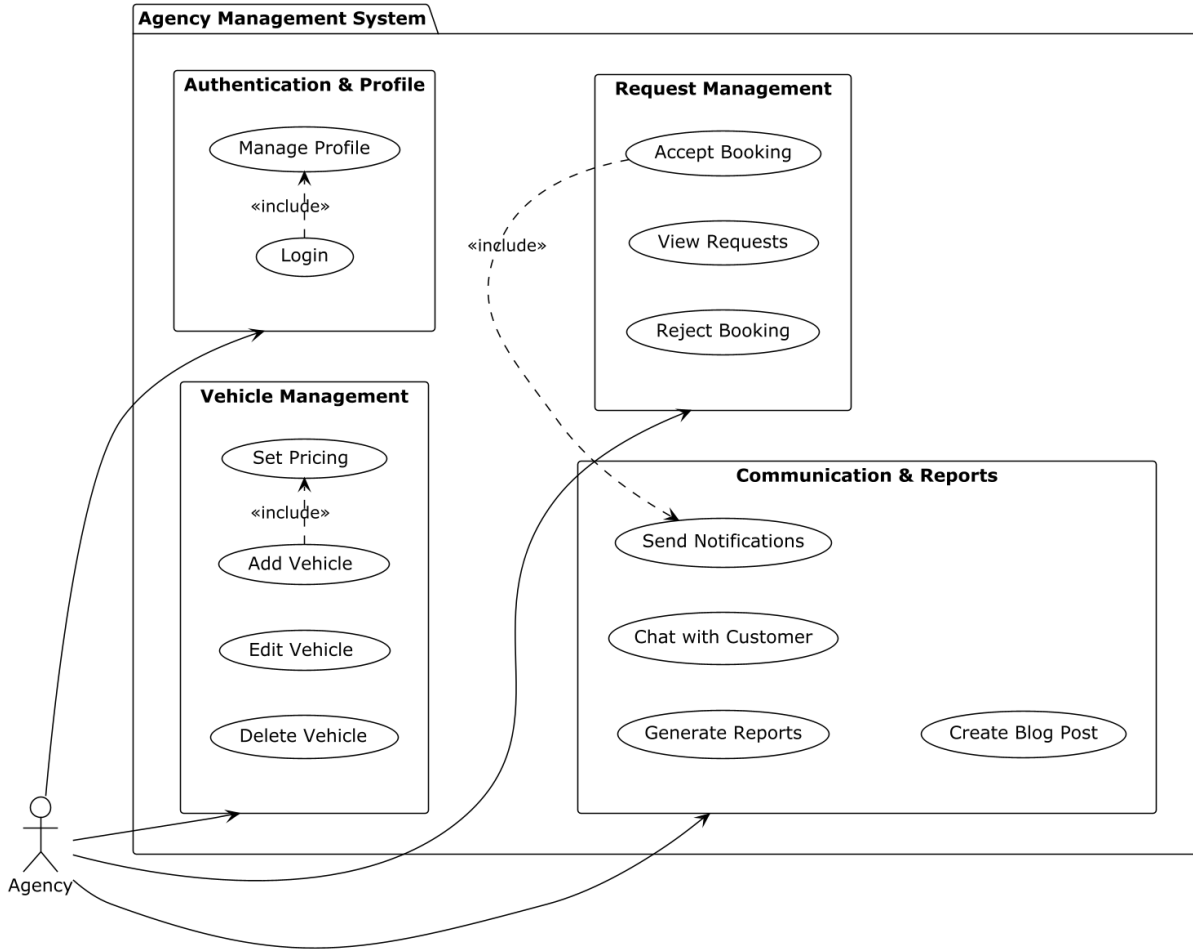 Agency Management System
Authentication & Profile
Manage Profile
«include»
Login
Request Management
Accept Booking
«include»
View Requests
Reject Booking
Vehicle Management
Set Pricing
«include»
Add Vehicle
Edit Vehicle
Delete Vehicle
Communication & Reports
Send Notifications
Chat with Customer
Generate Reports
Create Blog Post
Agency